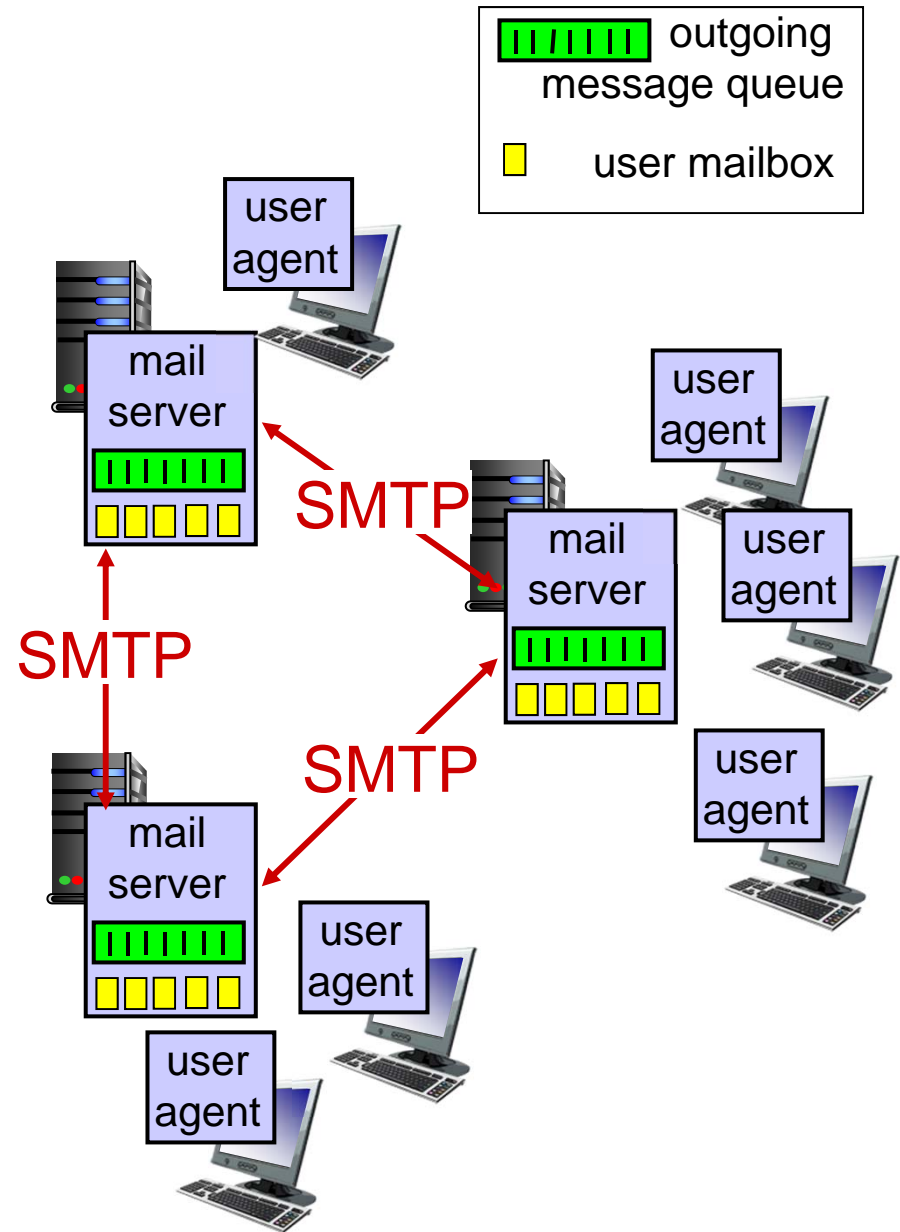 outgoing
message queue
user mailbox
user
agent
mail
server
SMTP
user
agent
mail
server
user
agent
SMTP
SMTP
user
agent
mail
server
user
agent
user
agent